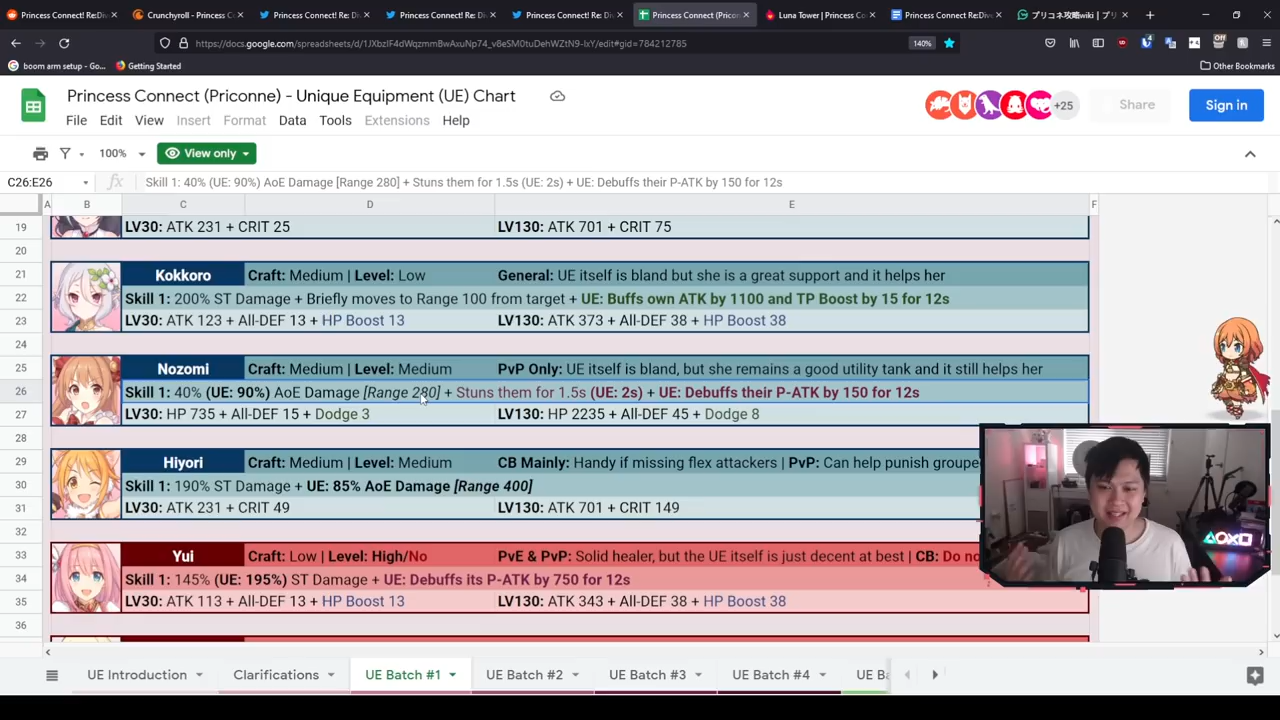 Princess Connect! Re: Div
Crunchyroll - Princess Co
Princess Connect! Re: Di
Princess Connect! Re: Di
Princess Connect! Re: Di
Princess Connect (Prico
Luna Tower | Princess Co
Princess Connect Re:Div
プリコネ攻略wiki | プリ
https://docs.google.com/spreadsheets/d/1JXbzIF4dWqzmmBwAxuNp74_v8eSM0tuDehWZtN9-lxY/edit#gid=784212785
140%
Off
boom arm setup - Go...
Getting Started
Other Bookmarks
Princess Connect (Priconne) - Unique Equipment (UE) Chart
+25
Share
Sign in
File Edit View Insert Format Data Tools Extensions Help
100%
View only
C26:E26
fx
Skill 1: 40% (UE: 90%) AoE Damage [Range 280] + Stuns them for 1.5s (UE: 2s) + UE: Debuffs their P-ATK by 150 for 12s
A B C D E F
19 LV30: ATK 231 + CRIT 25 LV130: ATK 701 + CRIT 75
20
21 Kokkoro Craft: Medium | Level: Low General: UE itself is bland but she is a great support and it helps her
22 Skill 1: 200% ST Damage + Briefly moves to Range 100 from target + UE: Buffs own ATK by 1100 and TP Boost by 15 for 12s
23 LV30: ATK 123 + All-DEF 13 + HP Boost 13 LV130: ATK 373 + All-DEF 38 + HP Boost 38
24
25 Nozomi Craft: Medium | Level: Medium PvP Only: UE itself is bland, but she remains a good utility tank and it still helps her
26 Skill 1: 40% (UE: 90%) AoE Damage [Range 280] + Stuns them for 1.5s (UE: 2s) + UE: Debuffs their P-ATK by 150 for 12s
27 LV30: HP 735 + All-DEF 15 + Dodge 3 LV130: HP 2235 + All-DEF 45 + Dodge 8
28
29 Hiyori Craft: Medium | Level: Medium CB Mainly: Handy if missing flex attackers | PvP: Can help punish groupe
30 Skill 1: 190% ST Damage + UE: 85% AoE Damage [Range 400]
31 LV30: ATK 231 + CRIT 49 LV130: ATK 701 + CRIT 149
32
33 Yui Craft: Low | Level: High/No PvE & PvP: Solid healer, but the UE itself is just decent at best | CB: Do no
34 Skill 1: 145% (UE: 195%) ST Damage + UE: Debuffs its P-ATK by 750 for 12s
35 LV30: ATK 113 + All-DEF 13 + HP Boost 13 LV130: ATK 343 + All-DEF 38 + HP Boost 38
36
UE Introduction Clarifications UE Batch #1 UE Batch #2 UE Batch #3 UE Batch #4 UE Ba